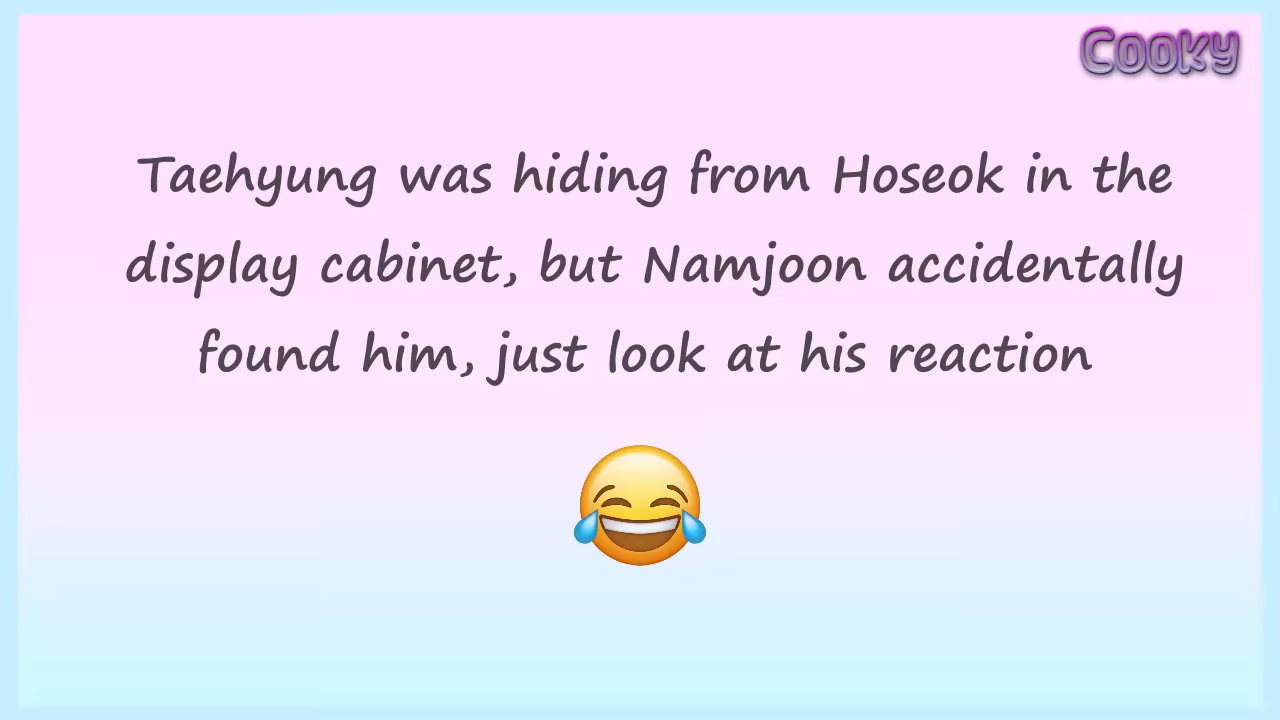 Cooky
Taehyung was hiding from Hoseok in the
display cabinet, but Namjoon accidentally
found him, just look at his reaction